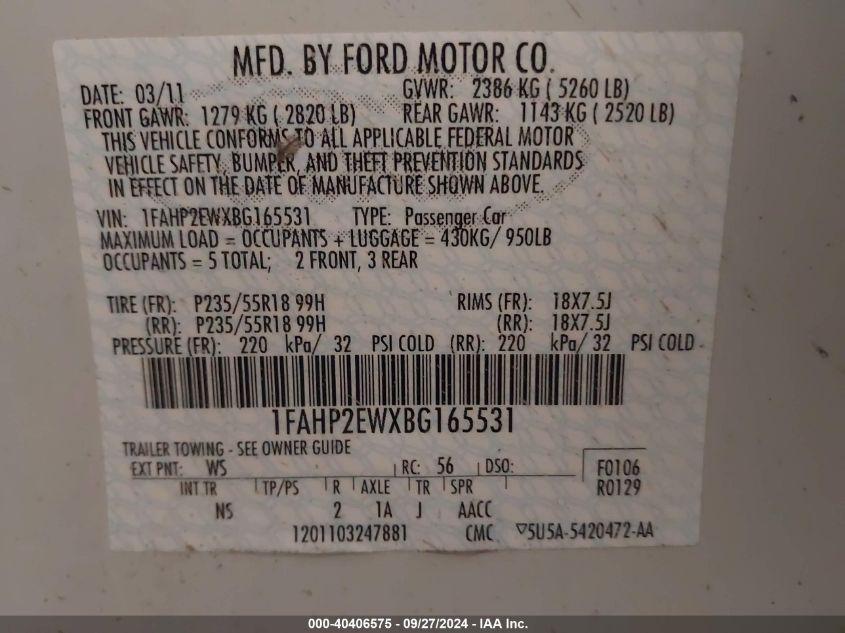 MFD. BY FORD MOTOR CO.
DATE: 03/11 GVWR: 2386 KG ( 5260 LB)
FRONT GAWR: 1279 KG ( 2820 LB) REAR GAWR: 1143 KG ( 2520 LB)
THIS VEHICLE CONFORMS TO ALL APPLICABLE FEDERAL MOTOR
VEHICLE SAFETY, BUMPER, AND THEFT PREVENTION STANDARDS
IN EFFECT ON THE DATE OF MANUFACTURE SHOWN ABOVE.
VIN: 1FAHP2EWXBG165531 TYPE: Passenger Car
MAXIMUM LOAD = OCCUPANTS + LUGGAGE = 430KG/ 950LB
OCCUPANTS = 5 TOTAL; 2 FRONT, 3 REAR
TIRE (FR): P235/55R18 99H RIMS (FR): 18X7.5J
(RR): P235/55R18 99H (RR): 18X7.5J
PRESSURE (FR): 220 kPa/ 32 PSI COLD (RR): 220 kPa/ 32 PSI COLD
1FAHP2EWXBG165531
TRAILER TOWING - SEE OWNER GUIDE
EXT PNT: WS RC: 56 DSO: F0106
INT TR TP/PS R AXLE TR SPR R0129
NS 2 1A J AACC
1201103247881 CMC ▽5U5A-5420472-AA
000-40406575 - 09/27/2024 - IAA Inc.